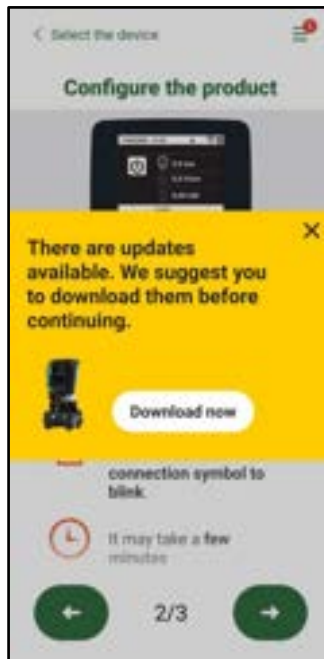 < Select the device
Configure the product
There are updates
available. We suggest you
to download them before
continuing.
Download now
connection symbol to
blink.
It may take a few
minutes
2/3